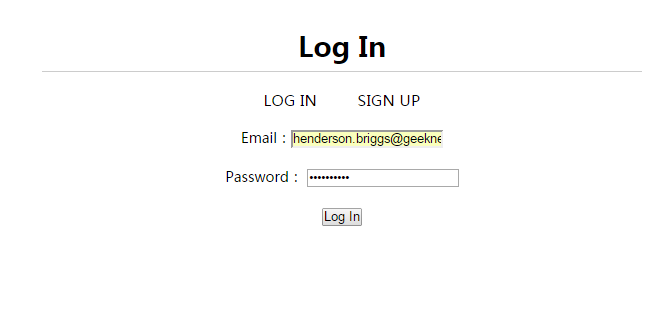 Log In
LOG IN SIGN UP
Email : henderson.briggs@geekne
Password : ••••••••••
Log In